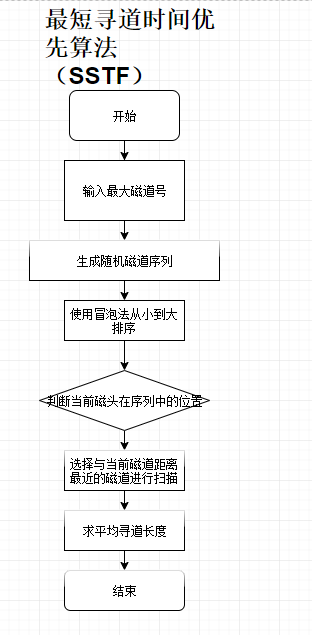 最短寻道时间优
先算法
（SSTF）
开始
输入最大磁道号
生成随机磁道序列
使用冒泡法从小到大
排序
判断当前磁头在序列中的位置
选择与当前磁道距离
最近的磁道进行扫描
求平均寻道长度
结束